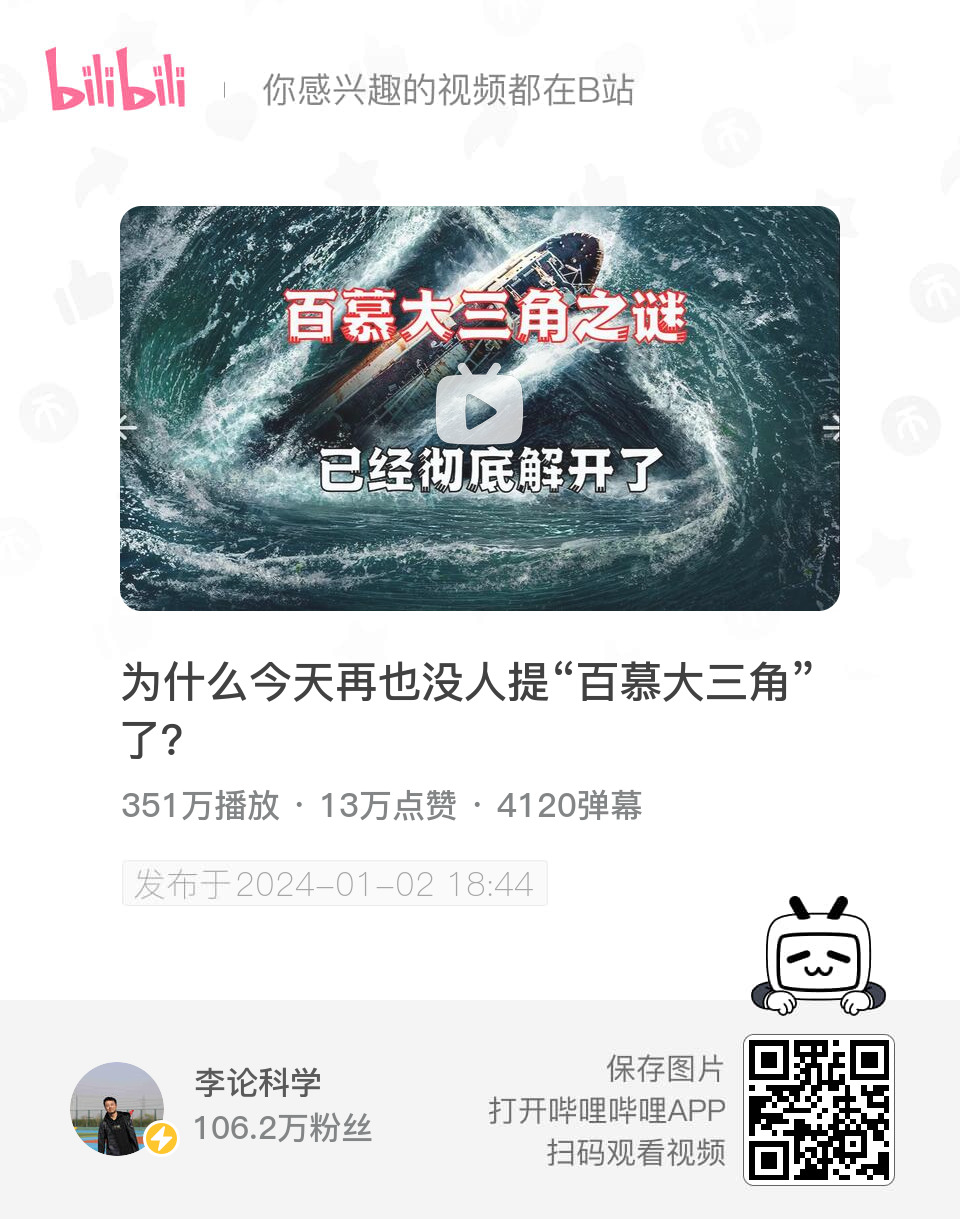 bilibili
你感兴趣的视频都在B站
百慕大三角之谜
已经彻底解开了
为什么今天再也没人提“百慕大三角”
了?
351万播放 · 13万点赞 · 4120弹幕
发布于2024-01-02 18:44
李论科学
106.2万粉丝
保存图片
打开哔哩哔哩APP
扫码观看视频